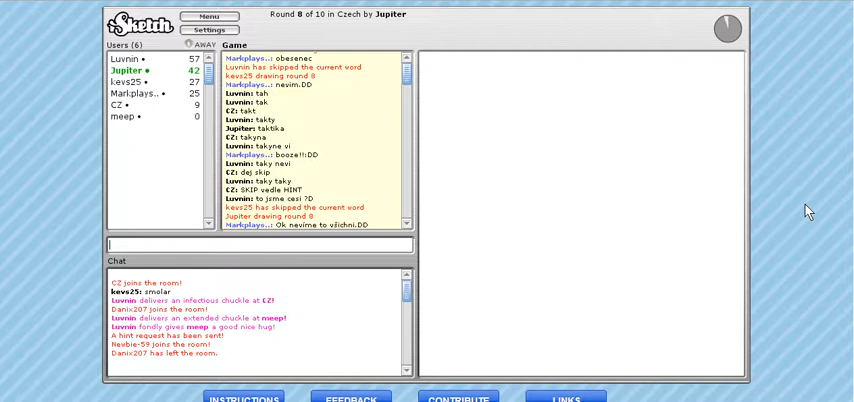 iSketch
Menu
Settings
Round 8 of 10 in Czech by Jupiter
Users (6)
AWAY
Luvnin • 57
Jupiter • 42
kevs25 • 27
Markplays.. • 25
CZ • 9
meep • 0
Game
Markplays..: obesenec
Luvnin has skipped the current word
kevs25 drawing round 8
Markplays..: nevim.DD
Luvnin: tah
Luvnin: tak
CZ: takt
Luvnin: takty
Jupiter: taktika
CZ: takyna
Luvnin: takyne vi
Markplays..: booze!!:DD
Luvnin: taky nevi
CZ: dej skip
Luvnin: taky taky
CZ: SKIP vedle HINT
Luvnin: to jsme cesi ?D
kevs25 has skipped the current word
Jupiter drawing round 8
Markplays..: Ok nevíme to všichni.DD
Chat
CZ joins the room!
kevs25: smolar
Luvnin delivers an infectious chuckle at CZ!
Danix207 joins the room!
Luvnin delivers an extended chuckle at meep!
Luvnin fondly gives meep a good nice hug!
A hint request has been sent!
Newbie-59 joins the room!
Danix207 has left the room.
INSTRUCTIONS
FEEDBACK
CONTRIBUTE
LINKS